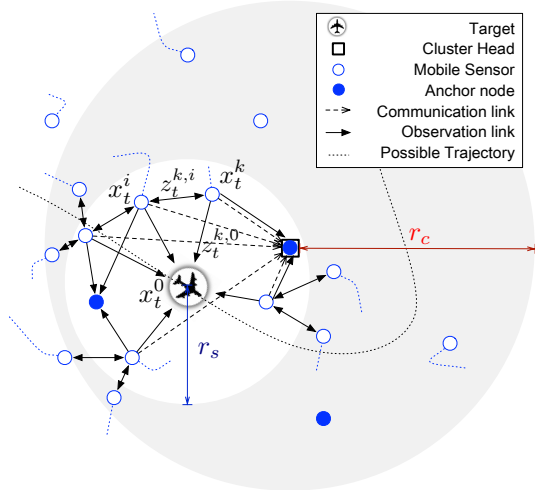 Target
Cluster Head
Mobile Sensor
Anchor node
Communication link
Observation link
Possible Trajectory
$x_t^i$
$z_t^{k,i}$
$x_t^k$
$z_t^{k,0}$
$r_c$
$x_t^0$
$r_s$